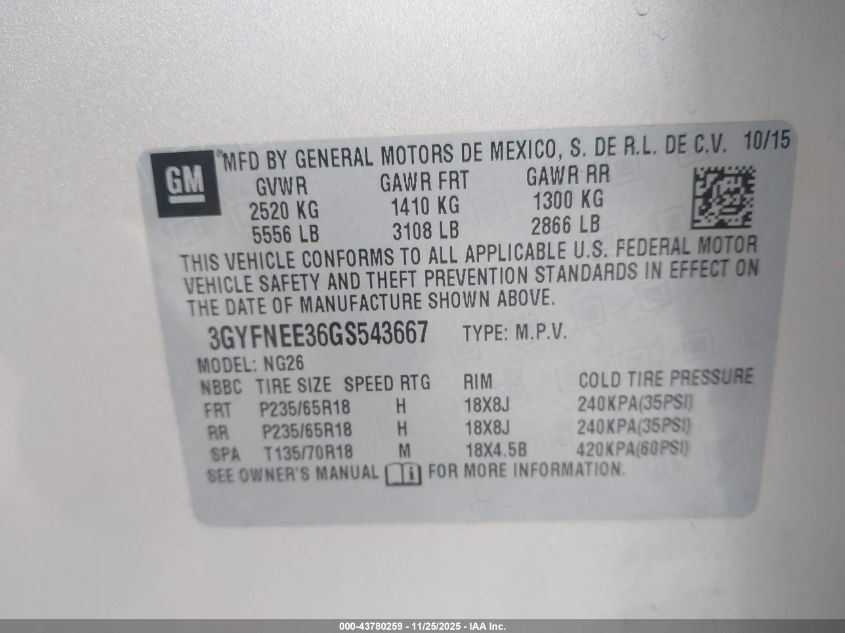 GM ® MFD BY GENERAL MOTORS DE MEXICO, S. DE R.L. DE C.V. 10/15
GVWR GAWR FRT GAWR RR
2520 KG 1410 KG 1300 KG
5556 LB 3108 LB 2866 LB
THIS VEHICLE CONFORMS TO ALL APPLICABLE U.S. FEDERAL MOTOR
VEHICLE SAFETY AND THEFT PREVENTION STANDARDS IN EFFECT ON
THE DATE OF MANUFACTURE SHOWN ABOVE.
3GYFNEE36GS543667 TYPE: M.P.V.
MODEL: NG26
NBBC TIRE SIZE SPEED RTG RIM COLD TIRE PRESSURE
FRT P235/65R18 H 18X8J 240KPA(35PSI)
RR P235/65R18 H 18X8J 240KPA(35PSI)
SPA T135/70R18 M 18X4.5B 420KPA(60PSI)
SEE OWNER'S MANUAL i FOR MORE INFORMATION.
000-43780259 - 11/25/2025 - IAA Inc.